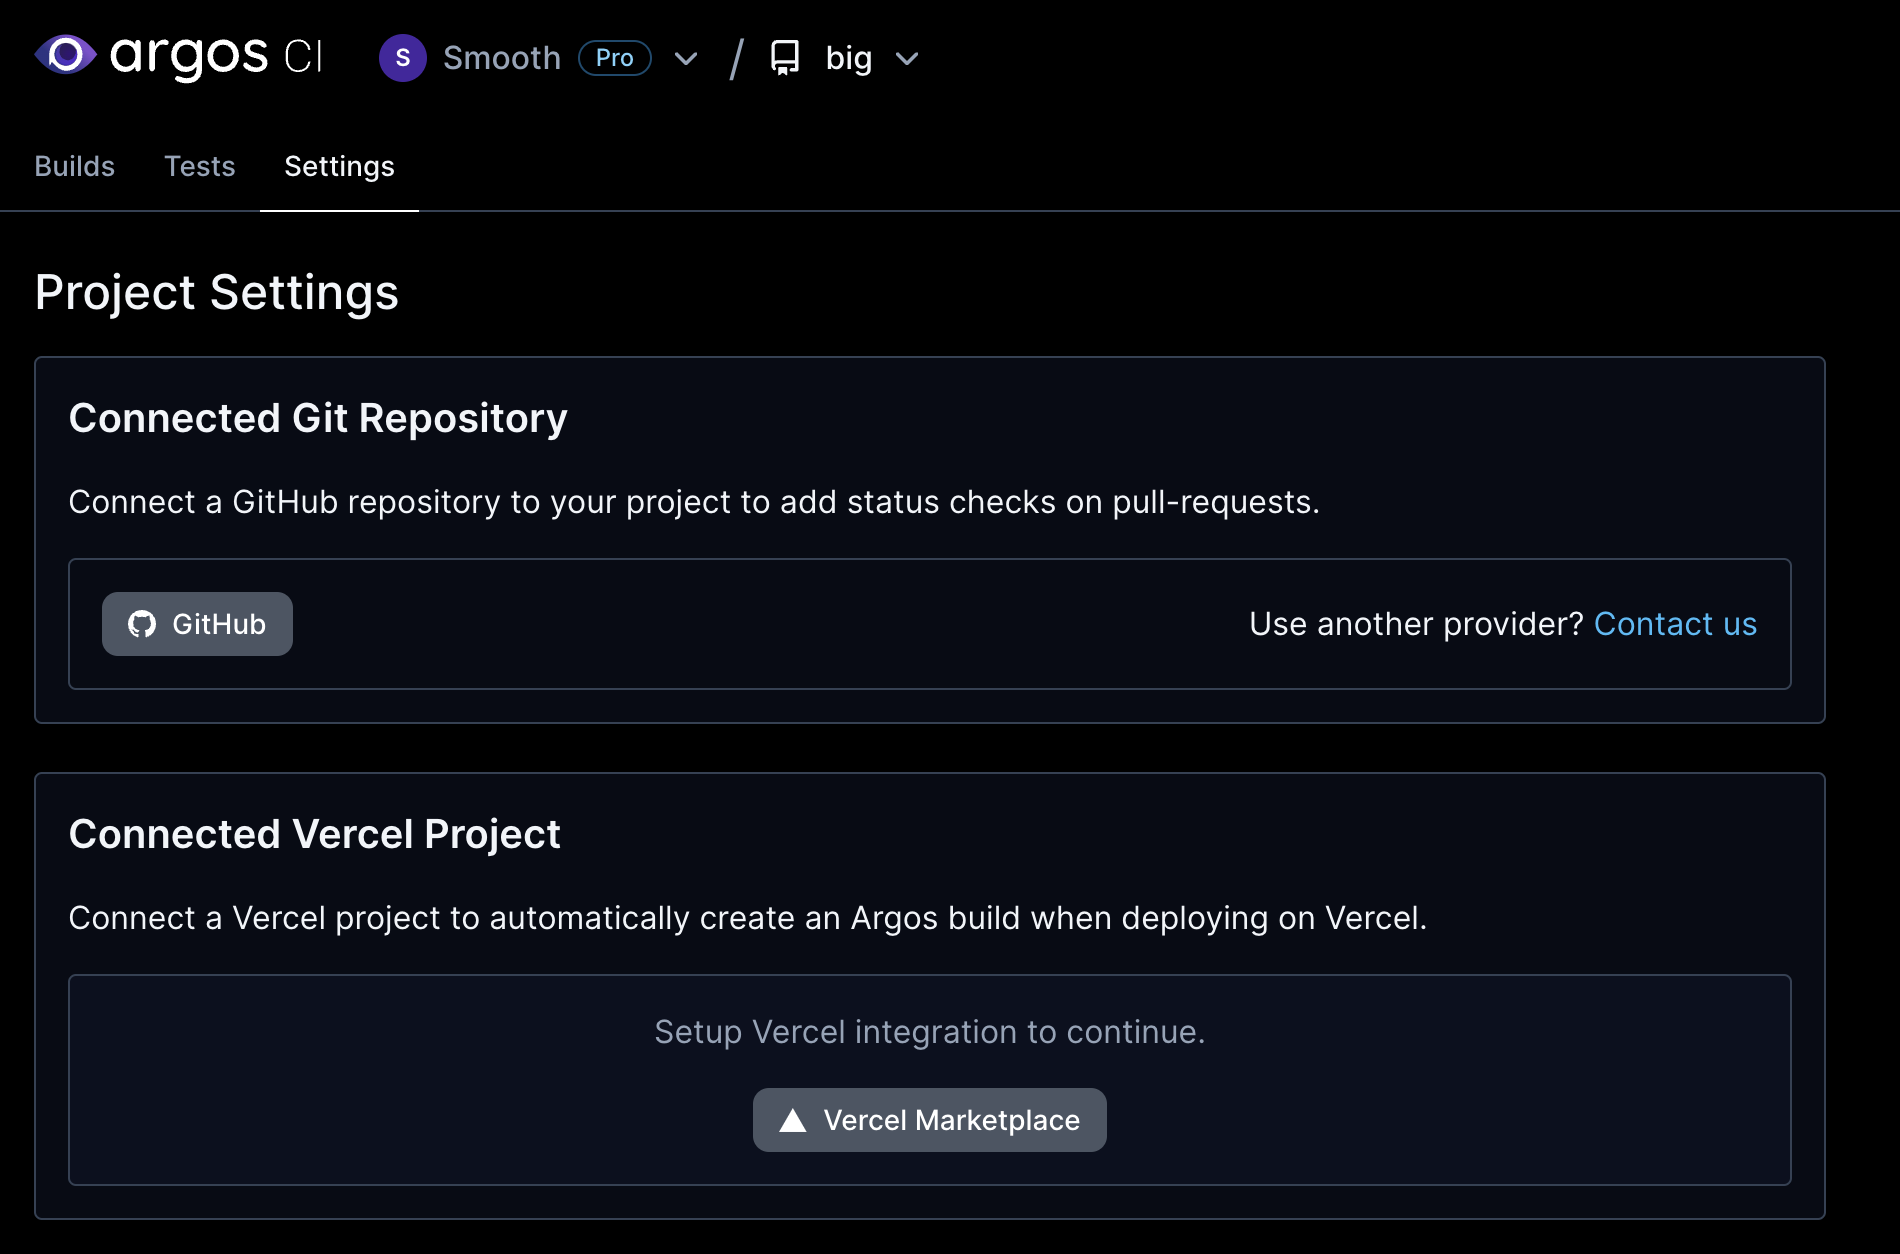 argos CI S Smooth Pro / big
Builds Tests Settings
Project Settings
Connected Git Repository
Connect a GitHub repository to your project to add status checks on pull-requests.
GitHub Use another provider? Contact us
Connected Vercel Project
Connect a Vercel project to automatically create an Argos build when deploying on Vercel.
Setup Vercel integration to continue.
Vercel Marketplace